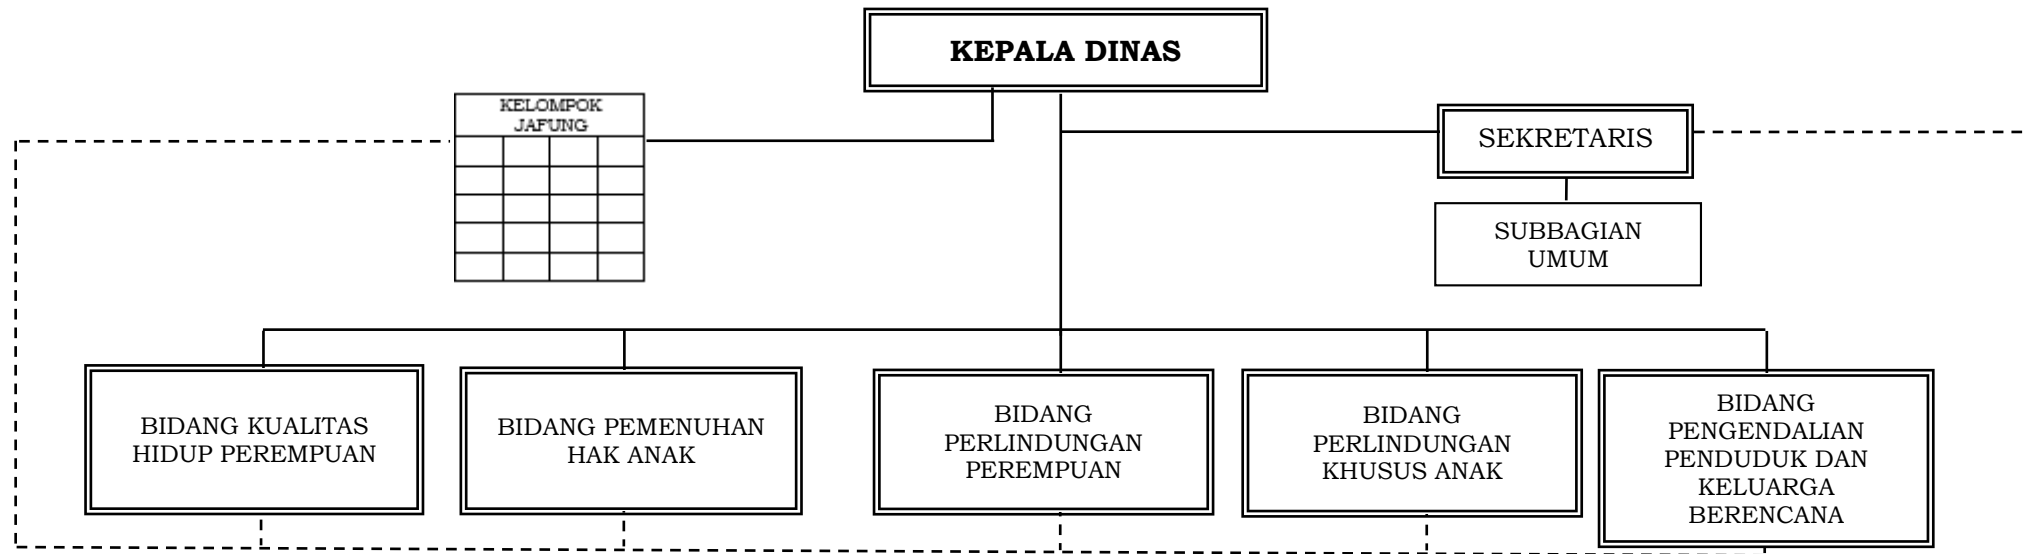 KEPALA DINAS
KELOMPOK
JAFUNG
SEKRETARIS
SUBBAGIAN
UMUM
BIDANG KUALITAS
HIDUP PEREMPUAN
BIDANG PEMENUHAN
HAK ANAK
BIDANG
PERLINDUNGAN
PEREMPUAN
BIDANG
PERLINDUNGAN
KHUSUS ANAK
BIDANG
PENGENDALIAN
PENDUDUK DAN
KELUARGA
BERENCANA